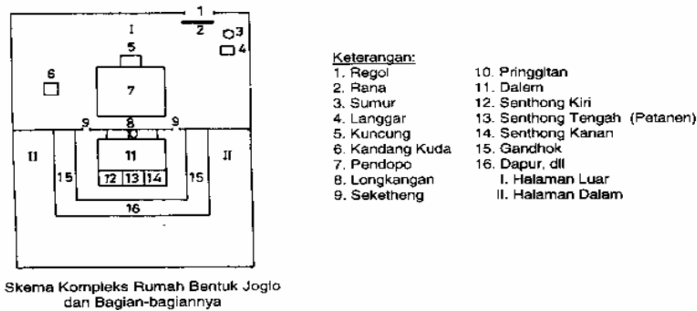 1
I
2
3
5
4
6
7
9
8
9
10
II
11
II
15
12 13 14
15
16
Skema Kompleks Rumah Bentuk Joglo
dan Bagian-bagiannya
Keterangan:
1. Regol
2. Rana
3. Sumur
4. Langgar
5. Kuncung
6. Kandang Kuda
7. Pendopo
8. Longkangan
9. Seketheng
10. Pringgitan
11. Dalem
12. Senthong Kiri
13. Senthong Tengah (Petanen)
14. Senthong Kanan
15. Gandhok
16. Dapur, dll
I. Halaman Luar
II. Halaman Dalam